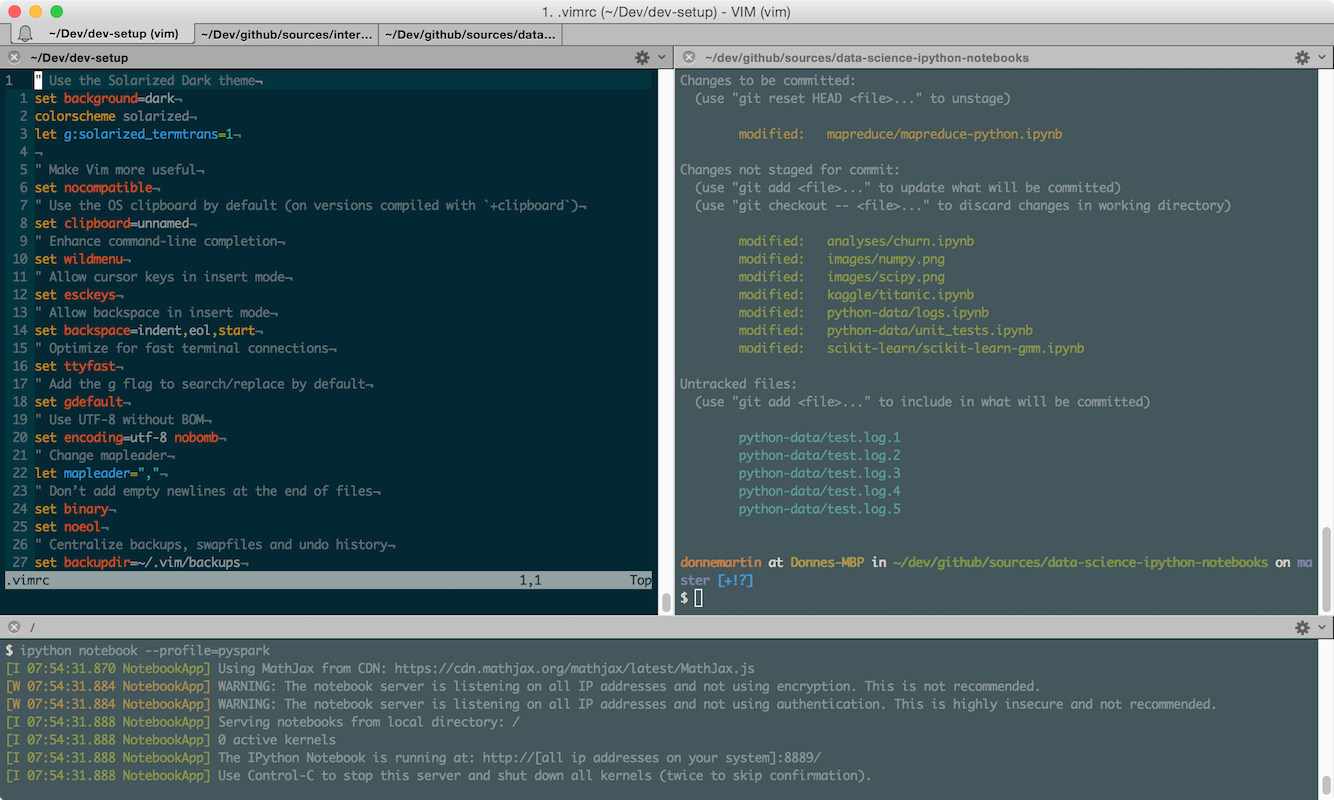 1. .vimrc (~/Dev/dev-setup) - VIM (vim)
~/Dev/dev-setup (vim)
~/Dev/github/sources/inter...
~/Dev/github/sources/data...
~/Dev/dev-setup
1 " Use the Solarized Dark theme¬
1 set background=dark¬
2 colorscheme solarized¬
3 let g:solarized_termtrans=1¬
4 ¬
5 " Make Vim more useful¬
6 set nocompatible¬
7 " Use the OS clipboard by default (on versions compiled with `+clipboard`)¬
8 set clipboard=unnamed¬
9 " Enhance command-line completion¬
10 set wildmenu¬
11 " Allow cursor keys in insert mode¬
12 set esckeys¬
13 " Allow backspace in insert mode¬
14 set backspace=indent,eol,start¬
15 " Optimize for fast terminal connections¬
16 set ttyfast¬
17 " Add the g flag to search/replace by default¬
18 set gdefault¬
19 " Use UTF-8 without BOM¬
20 set encoding=utf-8 nobomb¬
21 " Change mapleader¬
22 let mapleader=","¬
23 " Don’t add empty newlines at the end of files¬
24 set binary¬
25 set noeol¬
26 " Centralize backups, swapfiles and undo history¬
27 set backupdir=~/.vim/backups¬
.vimrc 1,1 Top
~/dev/github/sources/data-science-ipython-notebooks
Changes to be committed:
(use "git reset HEAD <file>..." to unstage)
modified: mapreduce/mapreduce-python.ipynb
Changes not staged for commit:
(use "git add <file>..." to update what will be committed)
(use "git checkout -- <file>..." to discard changes in working directory)
modified: analyses/churn.ipynb
modified: images/numpy.png
modified: images/scipy.png
modified: kaggle/titanic.ipynb
modified: python-data/logs.ipynb
modified: python-data/unit_tests.ipynb
modified: scikit-learn/scikit-learn-gmm.ipynb
Untracked files:
(use "git add <file>..." to include in what will be committed)
python-data/test.log.1
python-data/test.log.2
python-data/test.log.3
python-data/test.log.4
python-data/test.log.5
donnemartin at Donnes-MBP in ~/dev/github/sources/data-science-ipython-notebooks on ma
ster [+!?]
$
/
$ ipython notebook --profile=pyspark
[I 07:54:31.870 NotebookApp] Using MathJax from CDN: https://cdn.mathjax.org/mathjax/latest/MathJax.js
[W 07:54:31.884 NotebookApp] WARNING: The notebook server is listening on all IP addresses and not using encryption. This is not recommended.
[W 07:54:31.884 NotebookApp] WARNING: The notebook server is listening on all IP addresses and not using authentication. This is highly insecure and not recommended.
[I 07:54:31.888 NotebookApp] Serving notebooks from local directory: /
[I 07:54:31.888 NotebookApp] 0 active kernels
[I 07:54:31.888 NotebookApp] The IPython Notebook is running at: http://[all ip addresses on your system]:8889/
[I 07:54:31.888 NotebookApp] Use Control-C to stop this server and shut down all kernels (twice to skip confirmation).